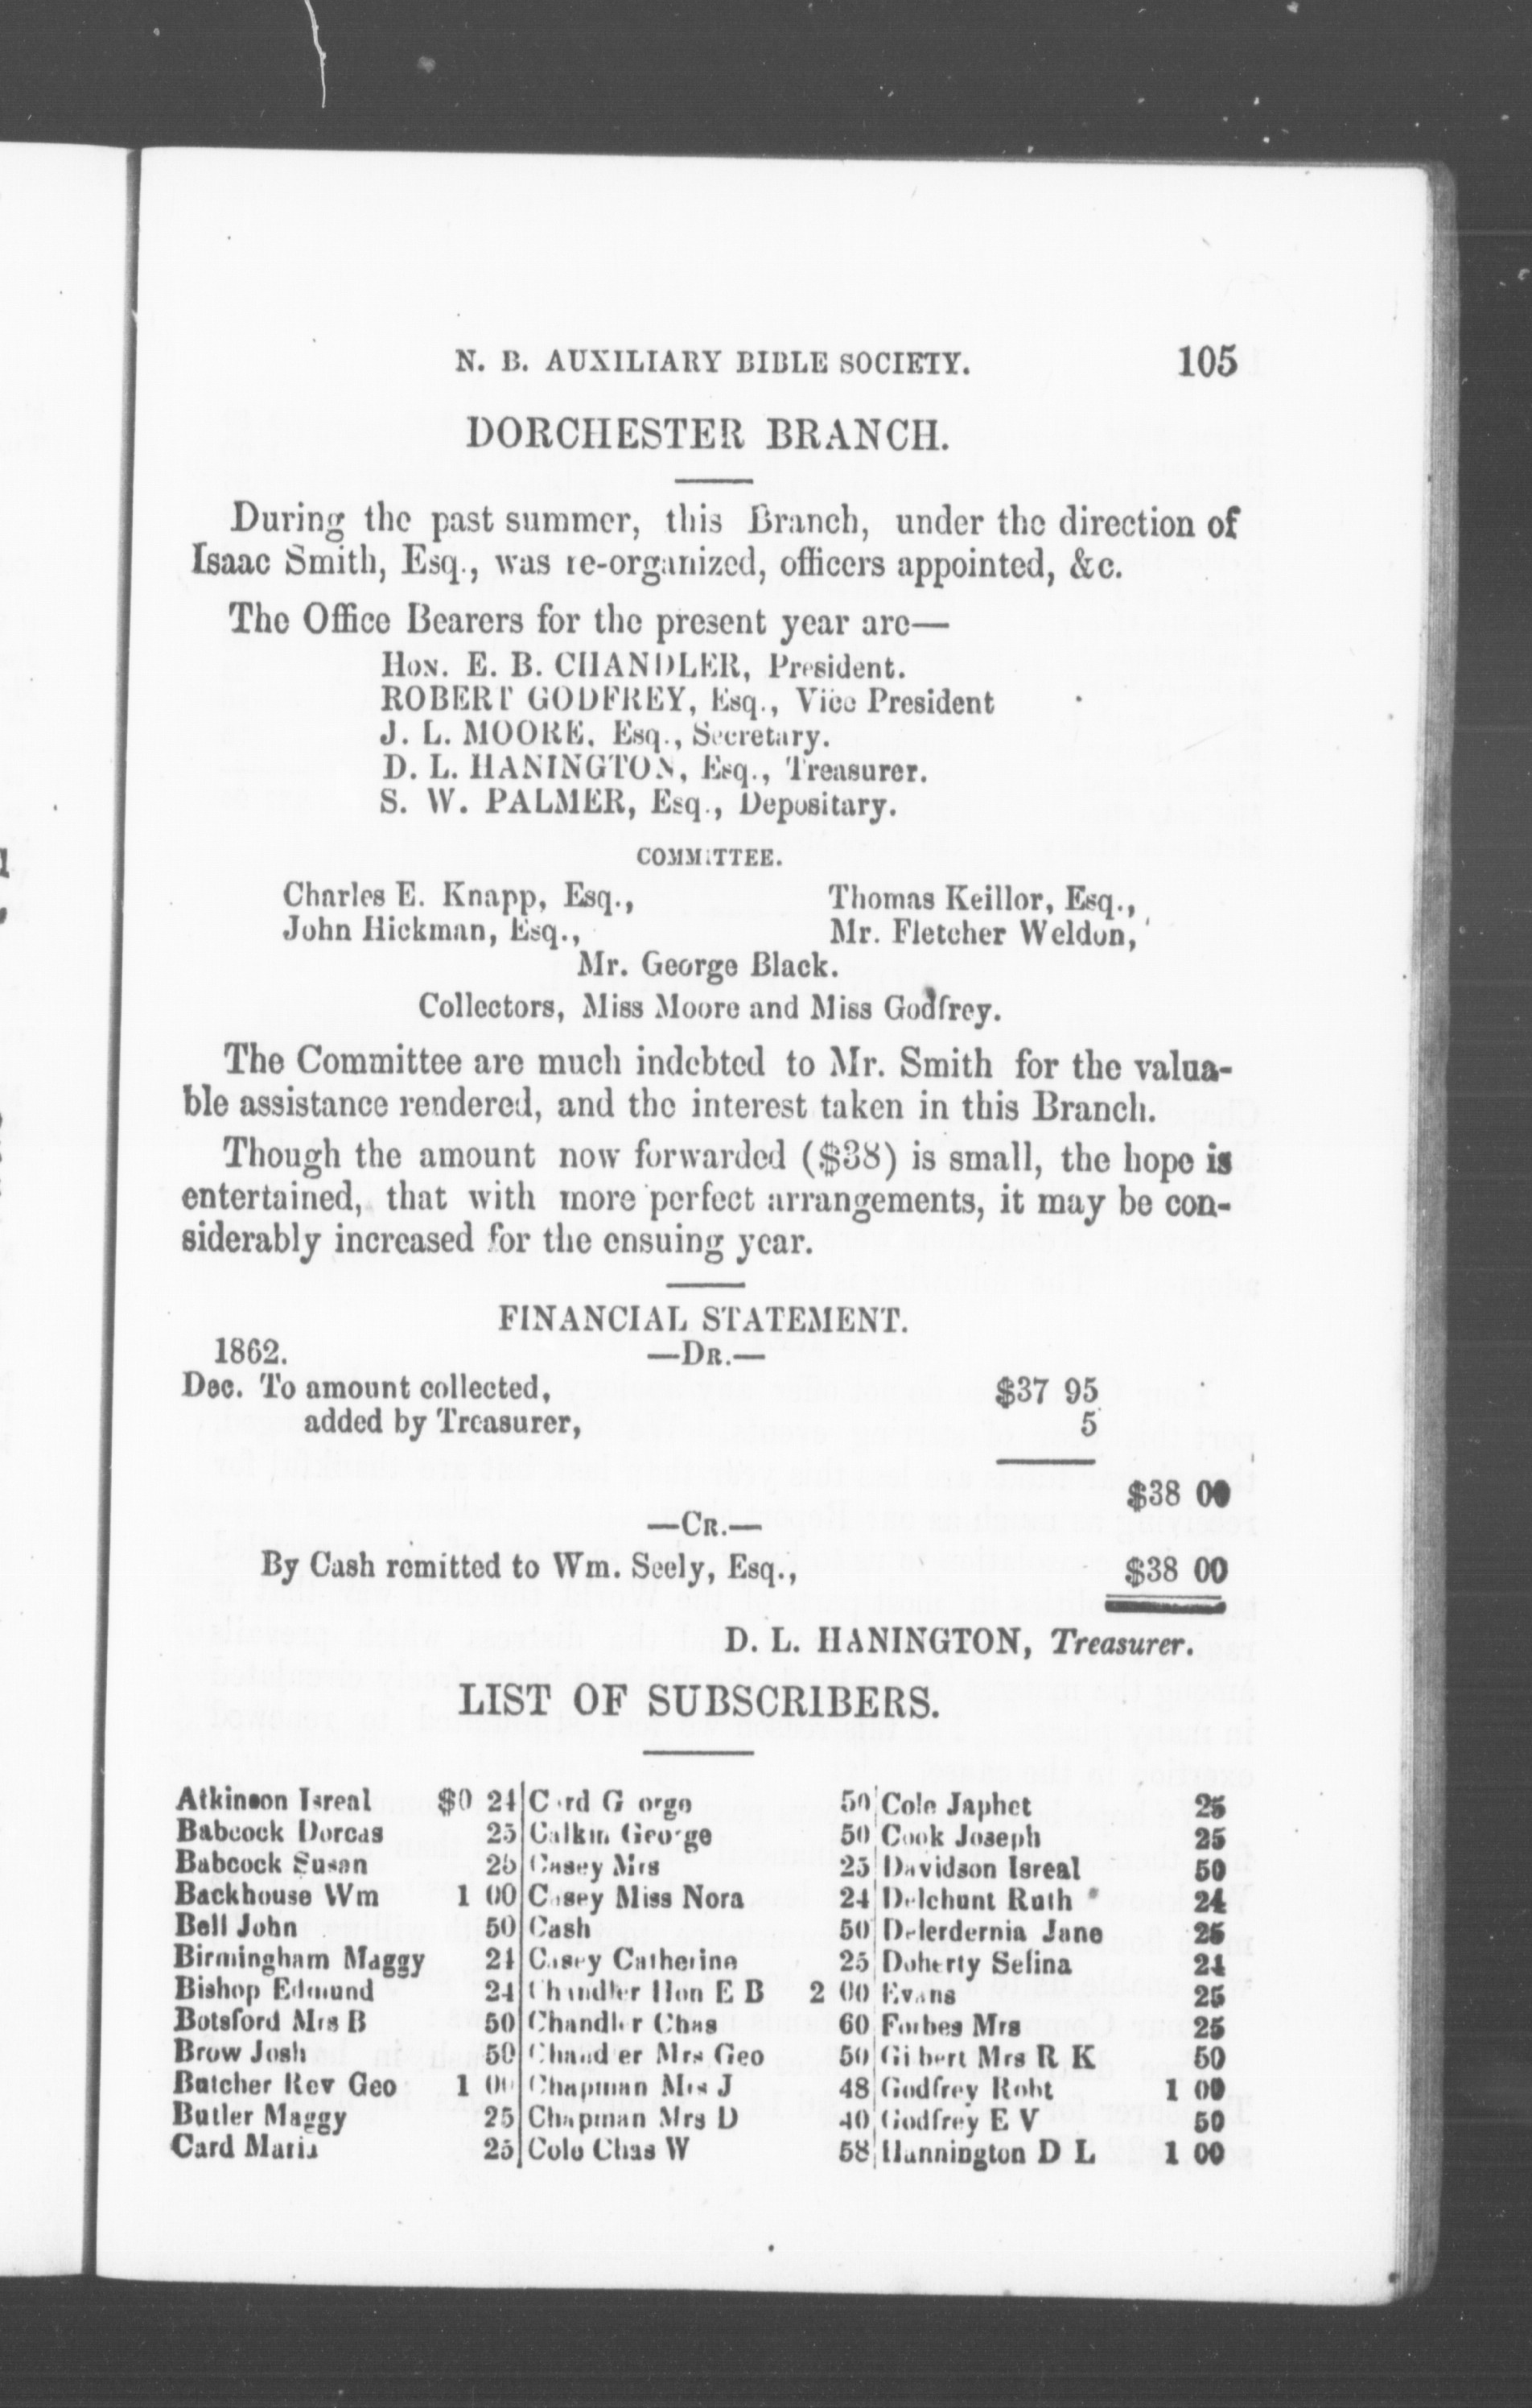 N. B. AUXILIARY BIBLE SOCIETY. 105
DORCHESTER BRANCH.
During the past summer, this Branch, under the direction of
Isaac Smith, Esq., was re-organized, officers appointed, &c.
The Office Bearers for the present year are—
Hon. E. B. CHANDLER, President.
ROBERT GODFREY, Esq., Vice President
J. L. MOORE, Esq., Secretary.
D. L. HANINGTON, Esq., Treasurer.
S. W. PALMER, Esq., Depositary.
COMMITTEE.
Charles E. Knapp, Esq., Thomas Keillor, Esq.,
John Hickman, Esq., Mr. Fletcher Weldon,
Mr. George Black.
Collectors, Miss Moore and Miss Godfrey.
The Committee are much indebted to Mr. Smith for the valua-
ble assistance rendered, and the interest taken in this Branch.
Though the amount now forwarded ($38) is small, the hope is
entertained, that with more perfect arrangements, it may be con-
siderably increased for the ensuing year.
FINANCIAL STATEMENT.
1862. —Dr.—
Dec. To amount collected, $37 95
added by Treasurer, 5
$38 00
—Cr.—
By Cash remitted to Wm. Seely, Esq., $38 00
D. L. HANINGTON, Treasurer.
LIST OF SUBSCRIBERS.
Atkinson Isreal $0 24
Babcock Dorcas 25
Babcock Susan 25
Backhouse Wm 1 00
Bell John 50
Birmingham Maggy 24
Bishop Edmund 24
Botsford Mrs B 50
Brow Josh 50
Butcher Rev Geo 1 00
Butler Maggy 25
Card Maria 25
Card George 50
Calkin George 50
Casey Mrs 25
Casey Miss Nora 24
Cash 50
Casey Catherine 25
Chandler Hon E B 2 00
Chandler Chas 60
Chandler Mrs Geo 50
Chapman Mrs J 48
Chapman Mrs D 40
Cole Chas W 58
Cole Japhet 25
Cook Joseph 25
Davidson Isreal 50
Delchunt Ruth 24
Delerdernia Jane 25
Doherty Selina 24
Evans 25
Forbes Mrs 25
Gilbert Mrs R K 50
Godfrey Robt 1 00
Godfrey E V 50
Hannington D L 1 00